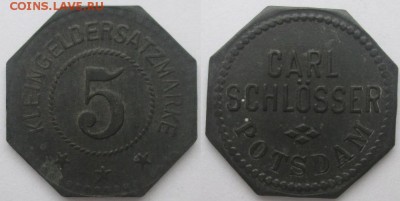 COINS.LAVE.RU
KLEINGELDERSATZMARKE
5
CARL
SCHLÖSSER
POTSDAM